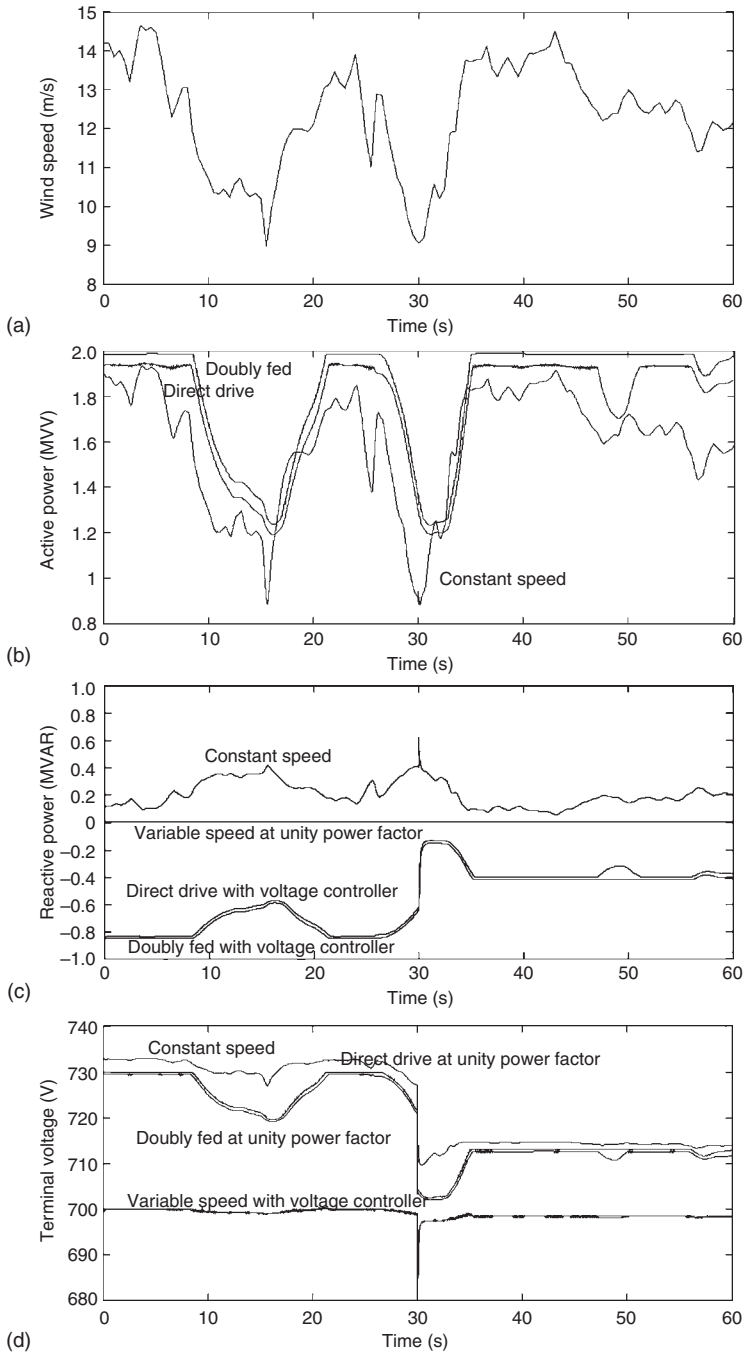 15
14
13
12
11
10
9
8
Wind speed (m/s)
0 10 20 30 40 50 60
Time (s)
(a)
2.0
1.8
1.6
1.4
1.2
1
0.8
Active power (MVV)
Doubly fed
Direct drive
Constant speed
0 10 20 30 40 50 60
Time (s)
(b)
1.0
0.8
0.6
0.4
0.2
0
–0.2
–0.4
–0.6
–0.8
–1.0
Reactive power (MVAR)
Constant speed
Variable speed at unity power factor
Direct drive with voltage controller
Doubly fed with voltage controller
0 10 20 30 40 50 60
Time (s)
(c)
740
730
720
710
700
690
680
Terminal voltage (V)
Constant speed
Direct drive at unity power factor
Doubly fed at unity power factor
Variable speed with voltage controller
0 10 20 30 40 50 60
Time (s)
(d)